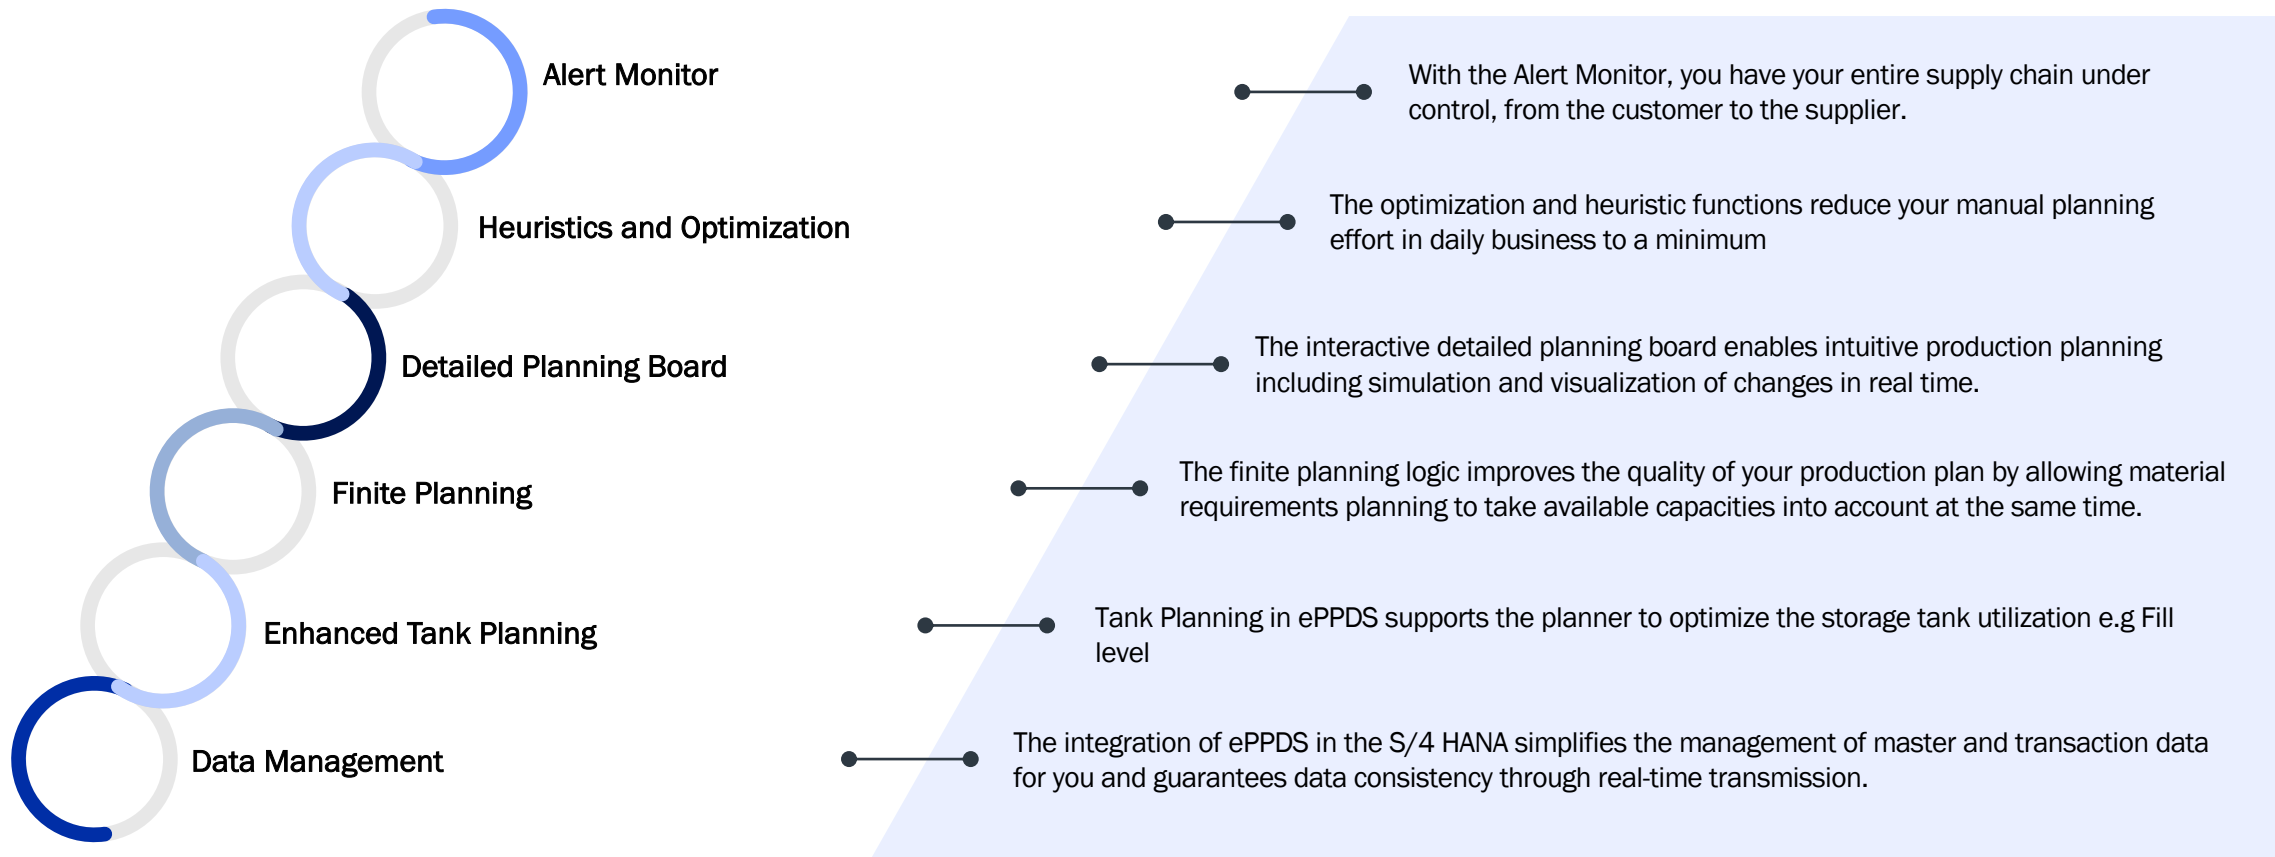 Alert Monitor
With the Alert Monitor, you have your entire supply chain under
control, from the customer to the supplier.
Heuristics and Optimization
The optimization and heuristic functions reduce your manual planning
effort in daily business to a minimum
Detailed Planning Board
The interactive detailed planning board enables intuitive production planning
including simulation and visualization of changes in real time.
Finite Planning
The finite planning logic improves the quality of your production plan by allowing material
requirements planning to take available capacities into account at the same time.
Enhanced Tank Planning
Tank Planning in ePPDS supports the planner to optimize the storage tank utilization e.g Fill
level
Data Management
The integration of ePPDS in the S/4 HANA simplifies the management of master and transaction data
for you and guarantees data consistency through real-time transmission.